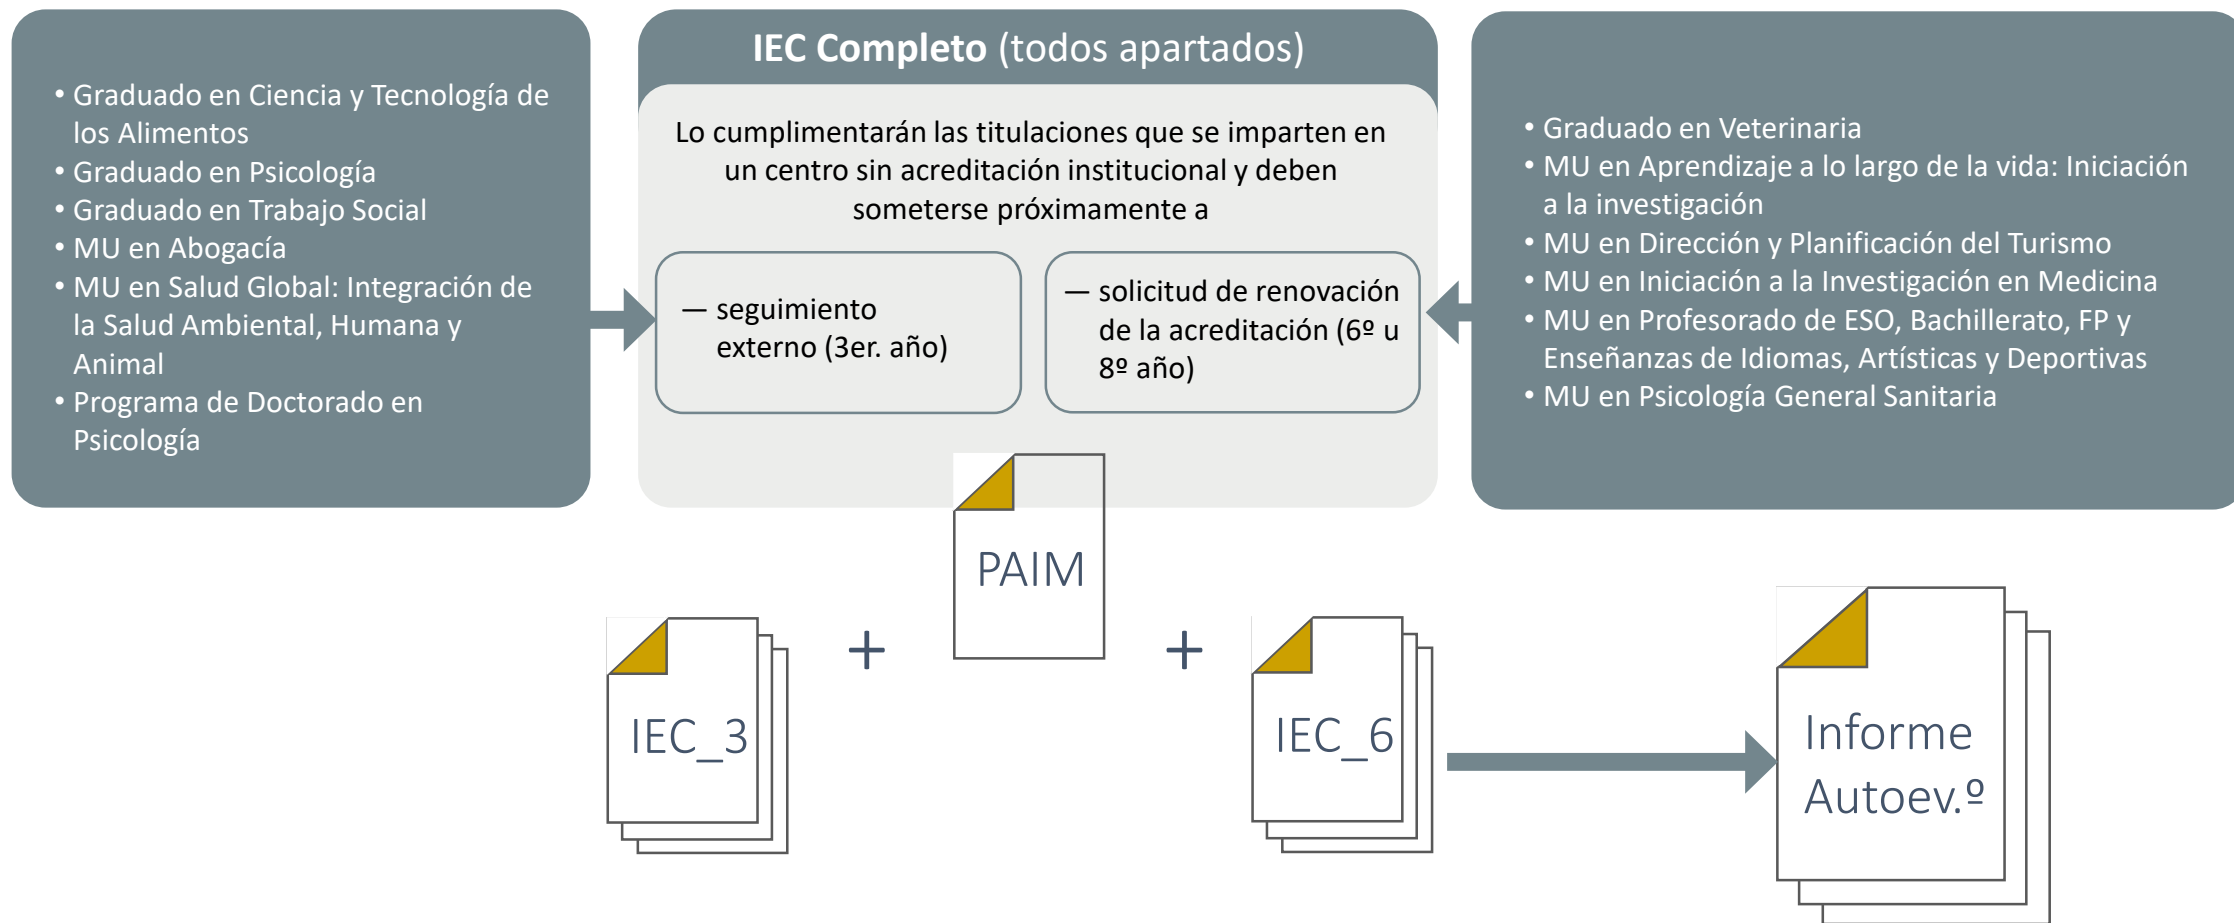 • Graduado en Ciencia y Tecnología de
los Alimentos
• Graduado en Psicología
• Graduado en Trabajo Social
• MU en Abogacía
• MU en Salud Global: Integración de
la Salud Ambiental, Humana y
Animal
• Programa de Doctorado en
Psicología
IEC Completo (todos apartados)
Lo cumplimentarán las titulaciones que se imparten en
un centro sin acreditación institucional y deben
someterse próximamente a
— seguimiento
externo (3er. año)
— solicitud de renovación
de la acreditación (6º u
8º año)
• Graduado en Veterinaria
• MU en Aprendizaje a lo largo de la vida: Iniciación
a la investigación
• MU en Dirección y Planificación del Turismo
• MU en Iniciación a la Investigación en Medicina
• MU en Profesorado de ESO, Bachillerato, FP y
Enseñanzas de Idiomas, Artísticas y Deportivas
• MU en Psicología General Sanitaria
IEC_3
+
PAIM
+
IEC_6
Informe
Autoev.º